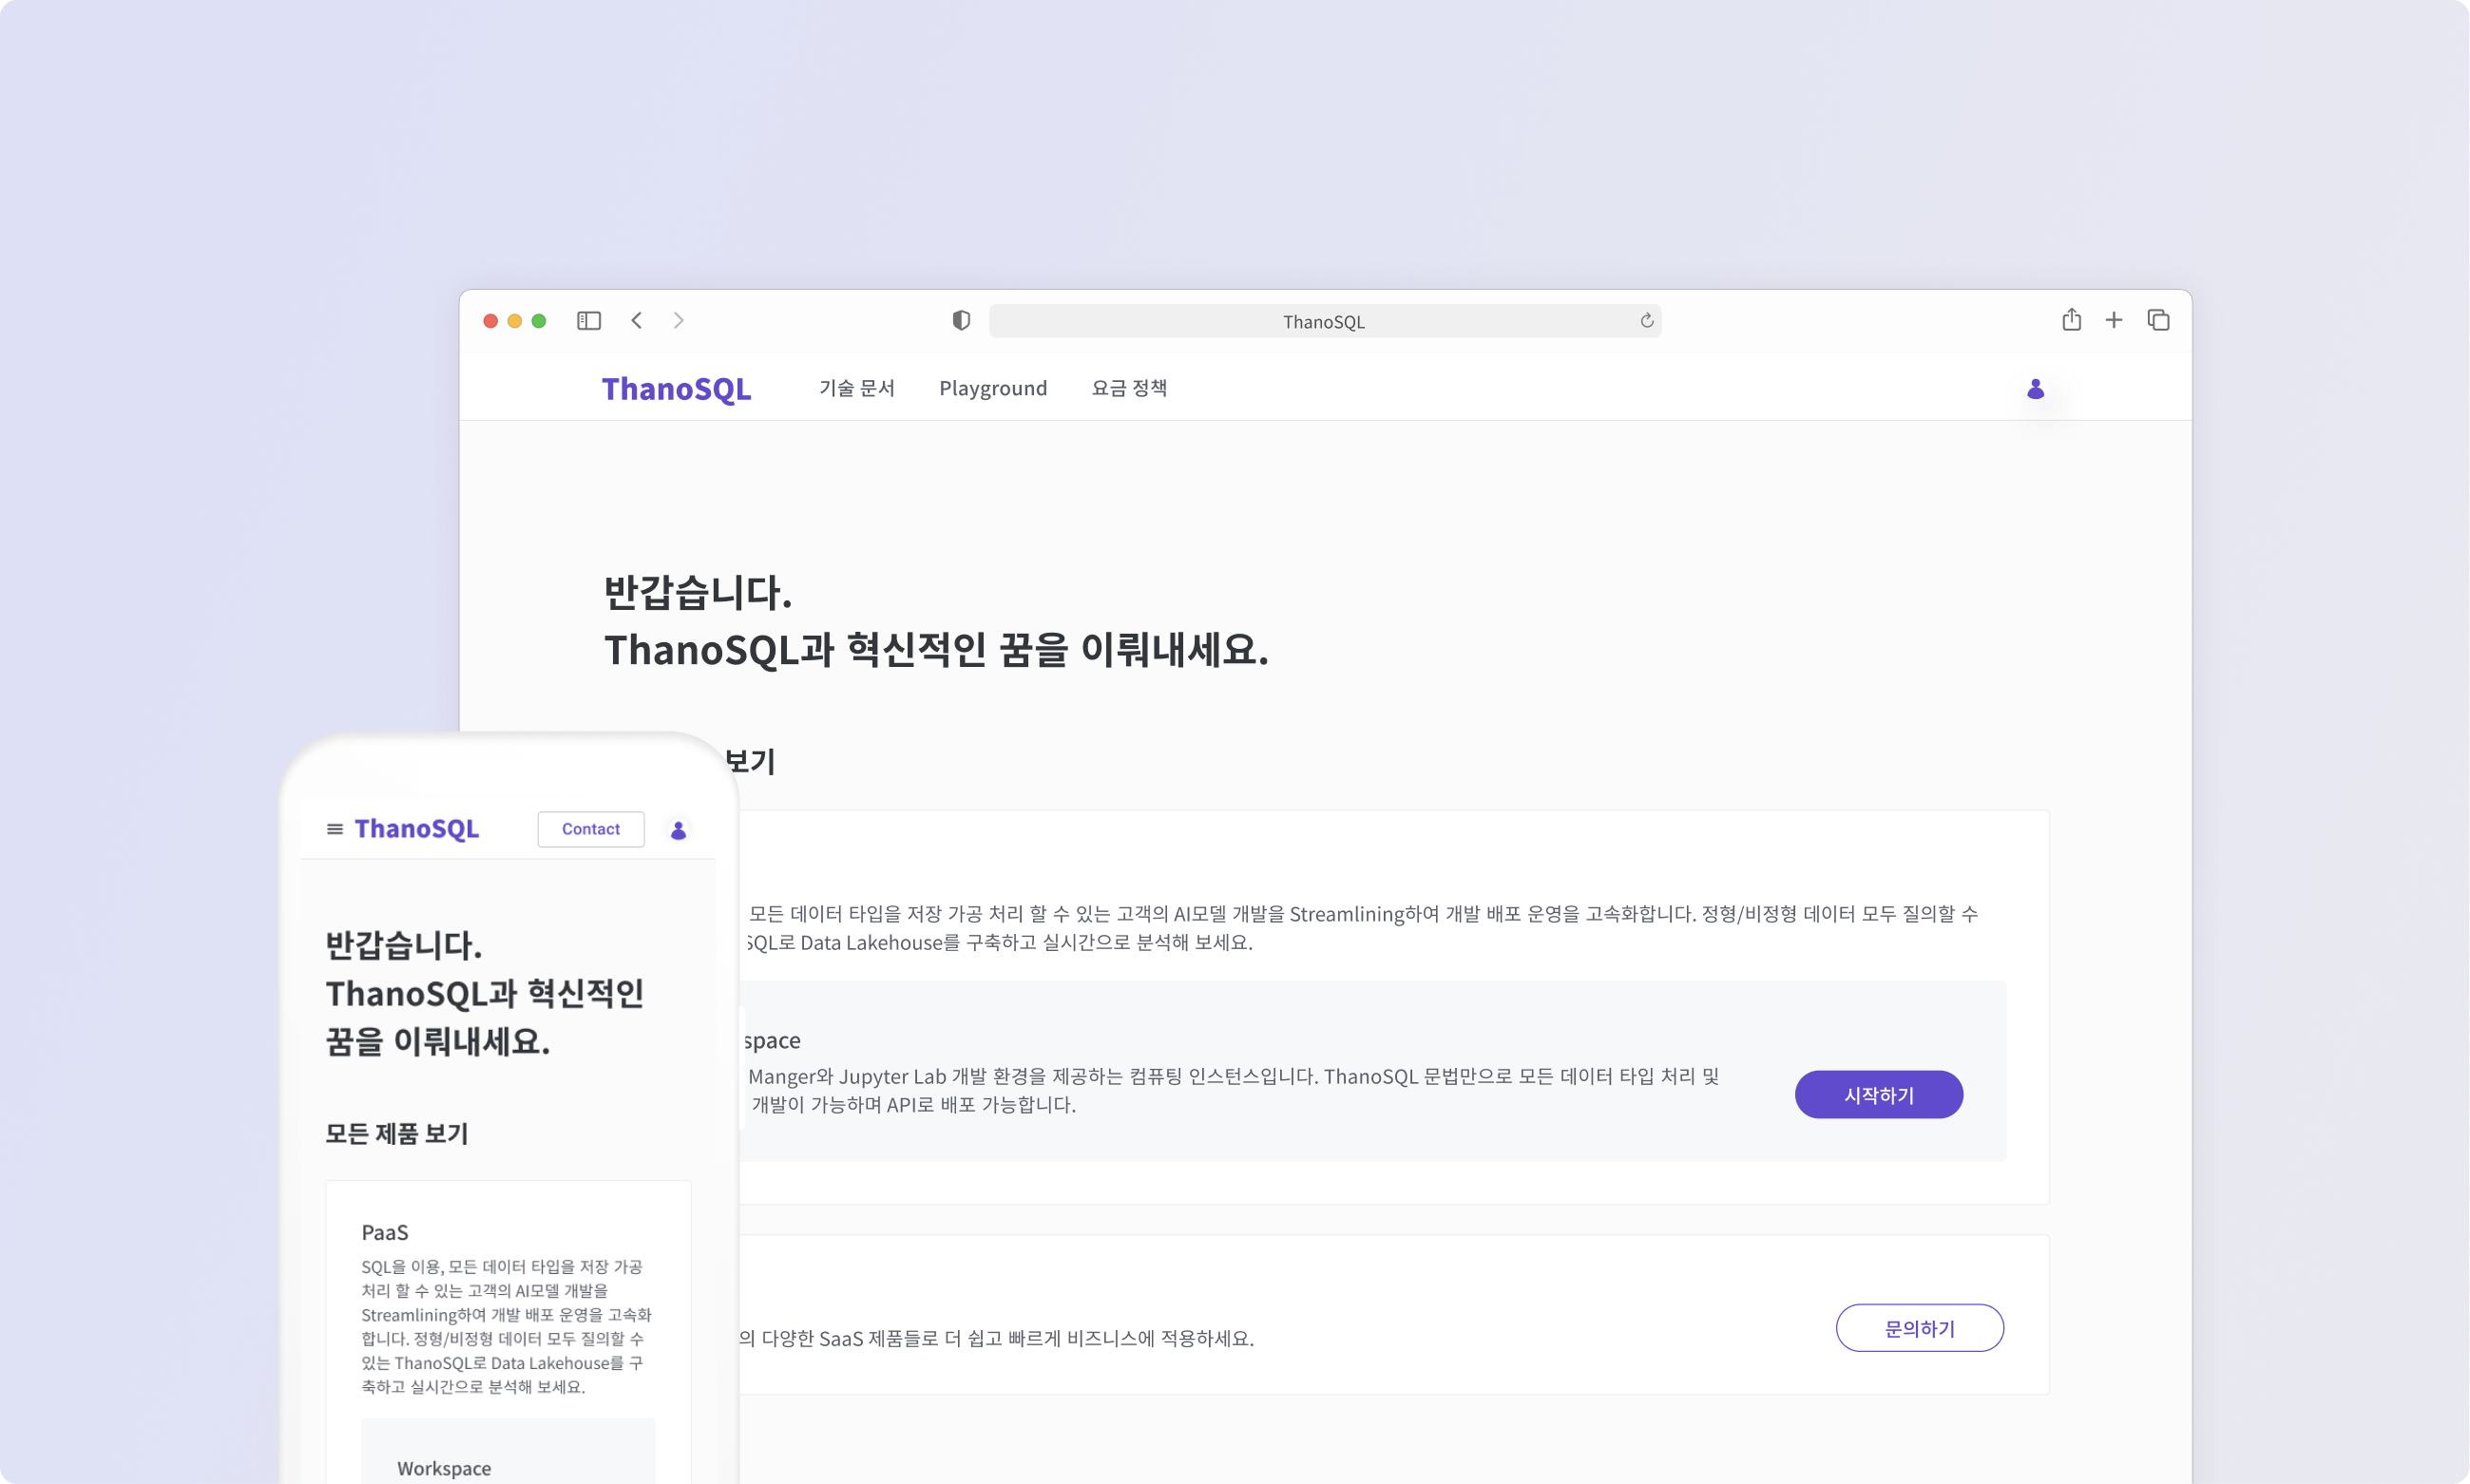 ThanoSQL
ThanoSQL 기술 문서 Playground 요금 정책
반갑습니다.
ThanoSQL과 혁신적인 꿈을 이뤄내세요.
보기
모든 데이터 타입을 저장 가공 처리 할 수 있는 고객의 AI모델 개발을 Streamlining하여 개발 배포 운영을 고속화합니다. 정형/비정형 데이터 모두 질의할 수
SQL로 Data Lakehouse를 구축하고 실시간으로 분석해 보세요.
space
Manger와 Jupyter Lab 개발 환경을 제공하는 컴퓨팅 인스턴스입니다. ThanoSQL 문법만으로 모든 데이터 타입 처리 및
개발이 가능하며 API로 배포 가능합니다.
시작하기
의 다양한 SaaS 제품들로 더 쉽고 빠르게 비즈니스에 적용하세요.
문의하기
ThanoSQL Contact
반갑습니다.
ThanoSQL과 혁신적인
꿈을 이뤄내세요.
모든 제품 보기
PaaS
SQL을 이용, 모든 데이터 타입을 저장 가공
처리 할 수 있는 고객의 AI모델 개발을
Streamlining하여 개발 배포 운영을 고속화
합니다. 정형/비정형 데이터 모두 질의할 수
있는 ThanoSQL로 Data Lakehouse를 구
축하고 실시간으로 분석해 보세요.
Workspace